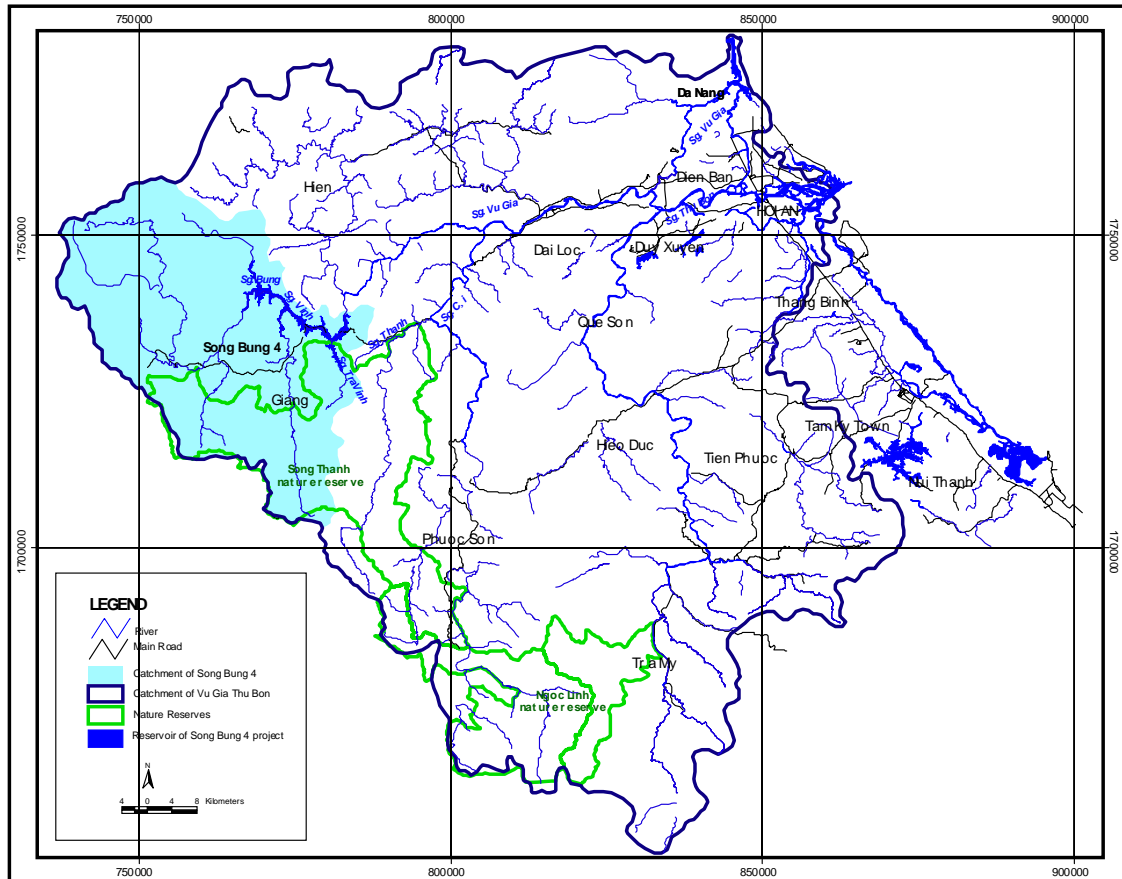 750000 800000 850000 900000
Da Nang
Sg. Vu Gia
Dien Ban
Hien
Sg. Vu Gia
Sg. Thu Bon
HOI AN
1750000 1750000
Dai Loc
Duy Xuyen
Sg. Bung
Sg. Vinh
Thang Binh
Sg. Thanh
Sg. C. I
Que Son
Song Bung 4
Sg. TraVinh
Giang
Tam Ky Town
Hieo Duc
Tien Phuoc
Song Thanh
nature reserve
Nui Thanh
Phuoc Son
1700000 1700000
LEGEND
River
Main Road
Catchment of Song Bung 4
Catchment of Vu Gia Thu Bon
Nature Reserves
Reservoir of Song Bung 4 project
N
4 0 4 8 Kilometers
Tra My
Ngoc Linh
nature reserve
750000 800000 850000 900000